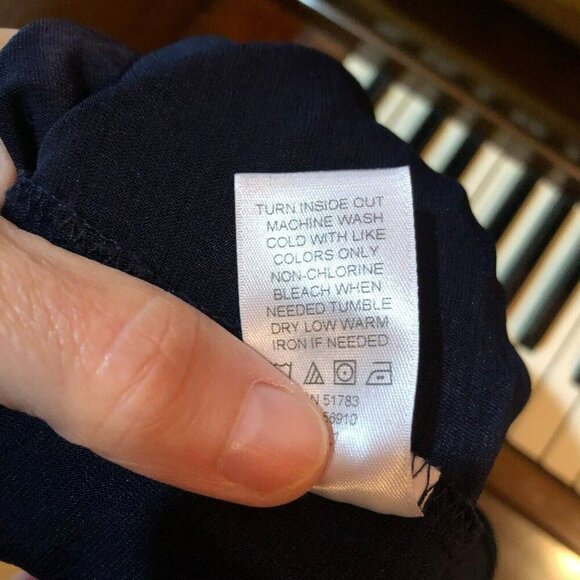 TURN INSIDE OUT
MACHINE WASH
COLD WITH LIKE
COLORS ONLY
NON-CHLORINE
BLEACH WHEN
NEEDED TUMBLE
DRY LOW WARM
IRON IF NEEDED
51783